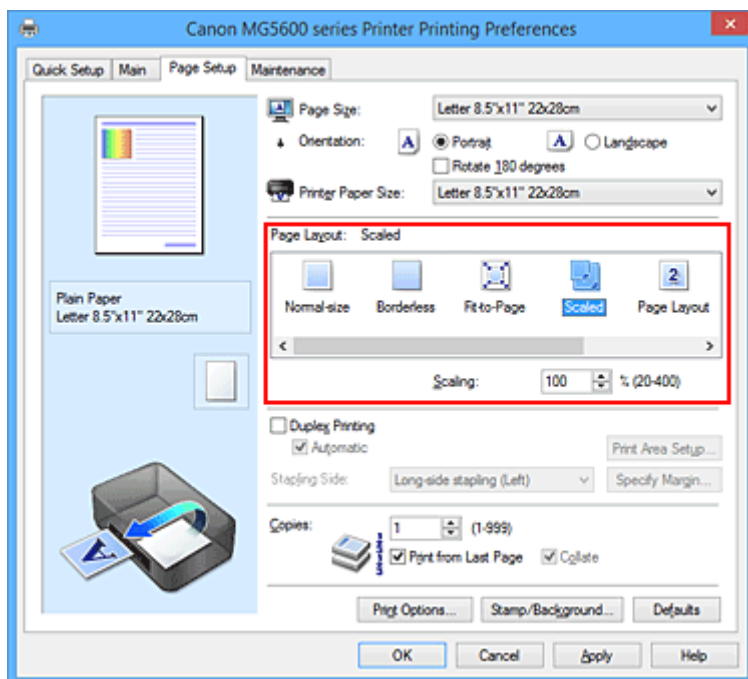 Canon MG5600 series Printer Printing Preferences
Quick Setup Main Page Setup Maintenance
Page Size: Letter 8.5"x11" 22x28cm
Orientation: A Portrait A Landscape
Rotate 180 degrees
Printer Paper Size: Letter 8.5"x11" 22x28cm
Page Layout: Scaled
Normal-size Borderless Fit-to-Page Scaled 2 Page Layout
Scaling: 100 % (20-400)
Plain Paper
Letter 8.5"x11" 22x28cm
Duplex Printing
Automatic Print Area Setup...
Stapling Side: Long-side stapling (Left) Specify Margin...
Copies: 1 (1-999)
Print from Last Page Collate
A
Print Options... Stamp/Background... Defaults
OK Cancel Apply Help